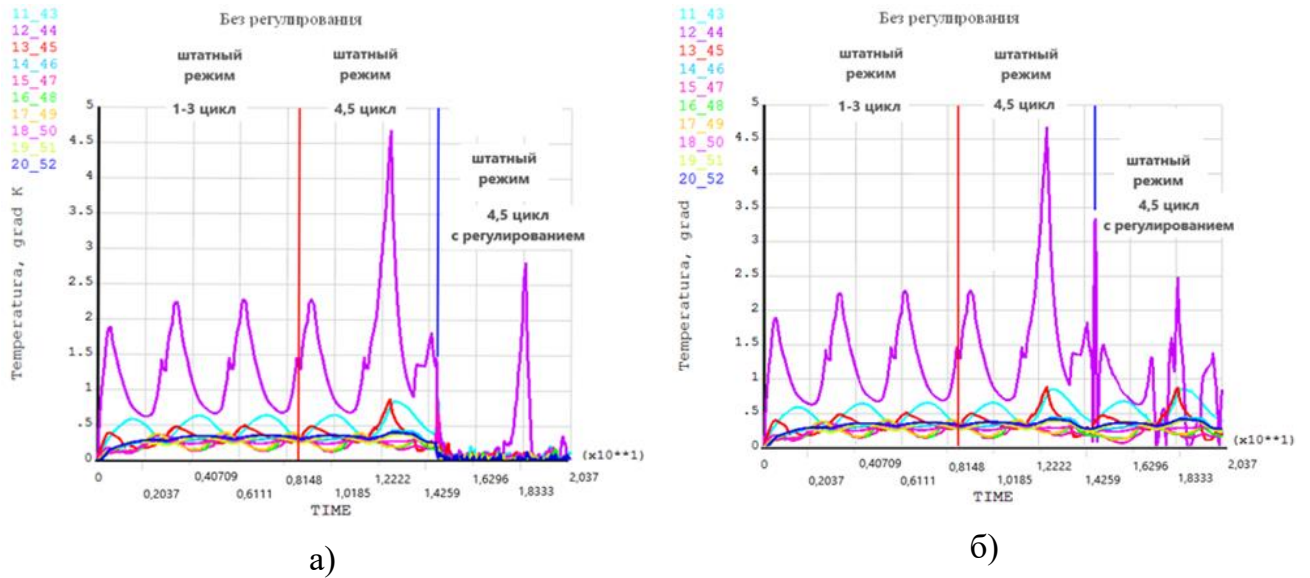 11_43
12_44
13_45
14_46
15_47
16_48
17_49
18_50
19_51
20_52
Без регулирования
штатный
режим
1-3 цикл
штатный
режим
4,5 цикл
штатный
режим
4,5 цикл
с регулированием
Temperatura, grad K
5
4.5
4
3.5
3
2.5
2
1.5
1
.5
0
(x10**1)
0
0,2037
0,40709
0,6111
0,8148
1,0185
1,2222
1,4259
1,6296
1,8333
2,037
TIME
а)
11_43
12_44
13_45
14_46
15_47
16_48
17_49
18_50
19_51
20_52
Без регулирования
штатный
режим
1-3 цикл
штатный
режим
4,5 цикл
штатный
режим
4,5 цикл
с регулированием
Temperatura, grad
5
4.5
4
3.5
3
2.5
2
1.5
1
.5
0
(x10**1)
0
0,2037
0,40709
0,6111
0,8148
1,0185
1,2222
1,4259
1,6296
1,8333
2,037
TIME
б)